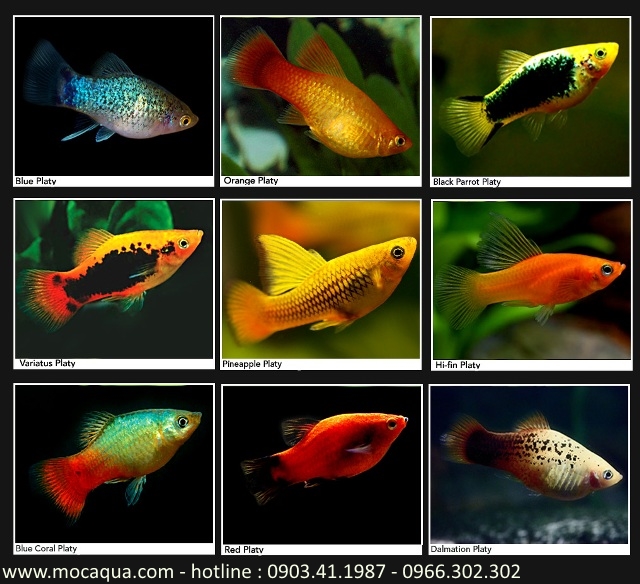 Blue Platy
Orange Platy
Black Parrot Platy
Variatus Platy
Pineapple Platy
Hi-fin Platy
Blue Coral Platy
Red Platy
Dalmation Platy
www.mocaqua.com - hotline : 0903.41.1987 - 0966.302.302